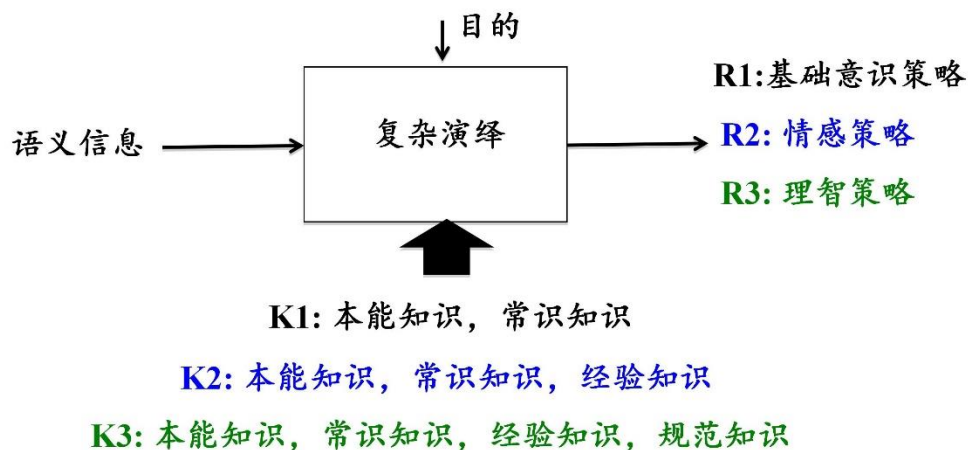 目的
语义信息
复杂演绎
R1:基础意识策略
R2: 情感策略
R3: 理智策略
K1: 本能知识，常识知识
K2: 本能知识，常识知识，经验知识
K3: 本能知识，常识知识，经验知识，规范知识